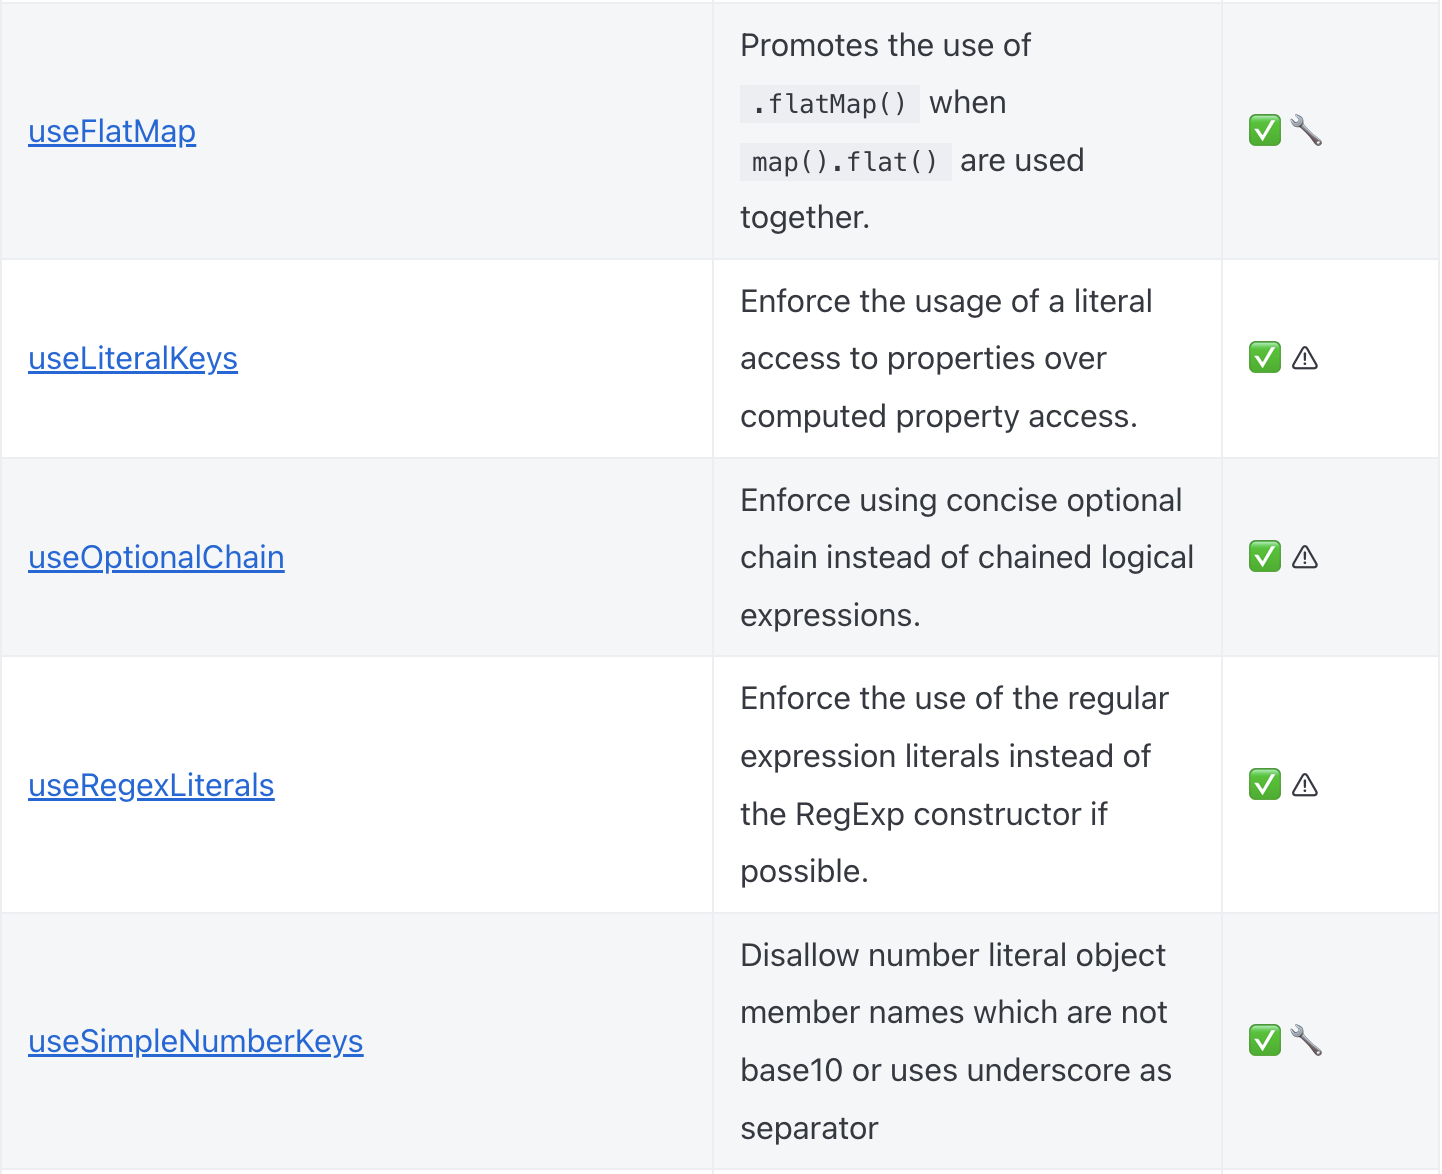 useFlatMap
Promotes the use of
.flatMap() when
map().flat() are used
together.
✅ 🔧
useLiteralKeys
Enforce the usage of a literal
access to properties over
computed property access.
✅ ⚠
useOptionalChain
Enforce using concise optional
chain instead of chained logical
expressions.
✅ ⚠
useRegexLiterals
Enforce the use of the regular
expression literals instead of
the RegExp constructor if
possible.
✅ ⚠
useSimpleNumberKeys
Disallow number literal object
member names which are not
base10 or uses underscore as
separator
✅ 🔧